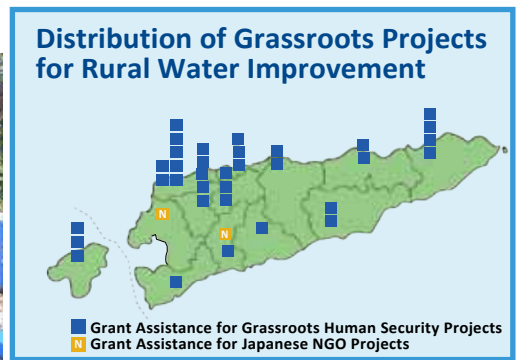 Distribution of Grassroots Projects
for Rural Water Improvement
N
N
Grant Assistance for Grassroots Human Security Projects
N Grant Assistance for Japanese NGO Projects